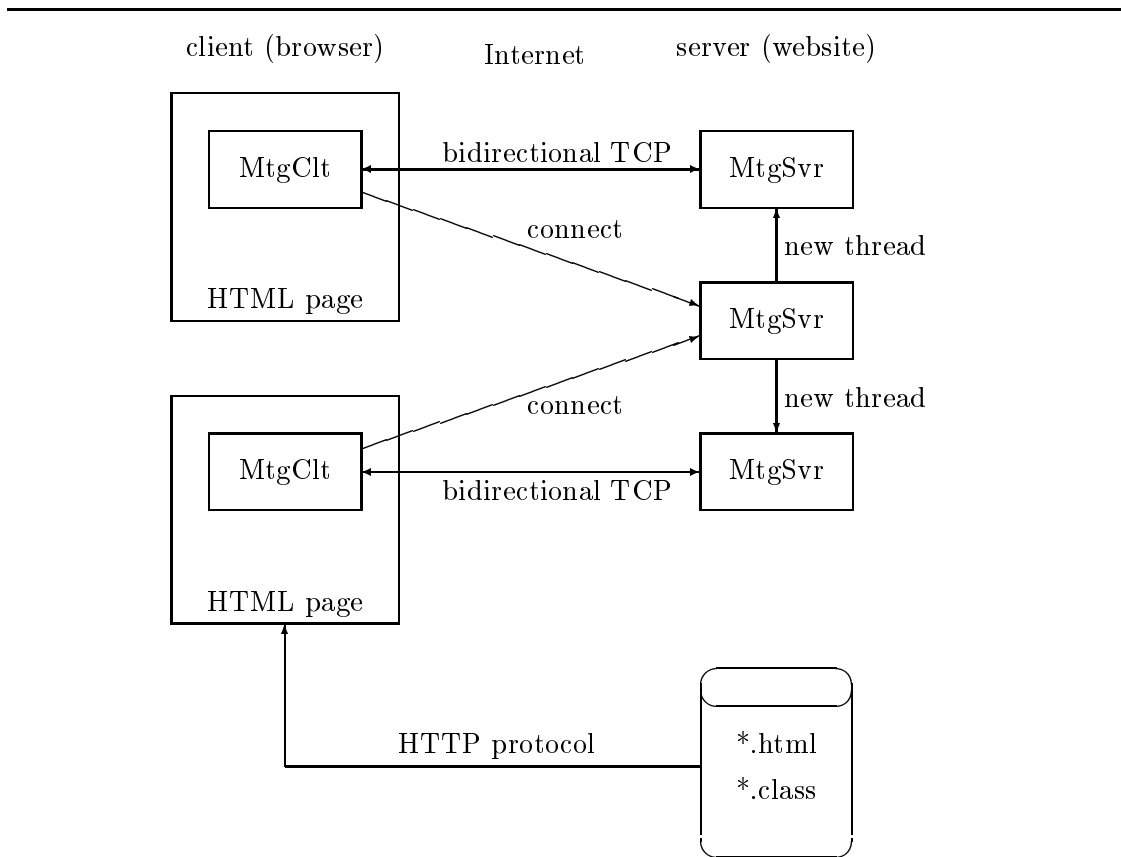 client (browser)
Internet
server (website)
MtgClt
bidirectional TCP
MtgSvr
connect
new thread
HTML page
MtgSvr
connect
new thread
MtgClt
bidirectional TCP
MtgSvr
HTML page
HTTP protocol
*.html
*.class